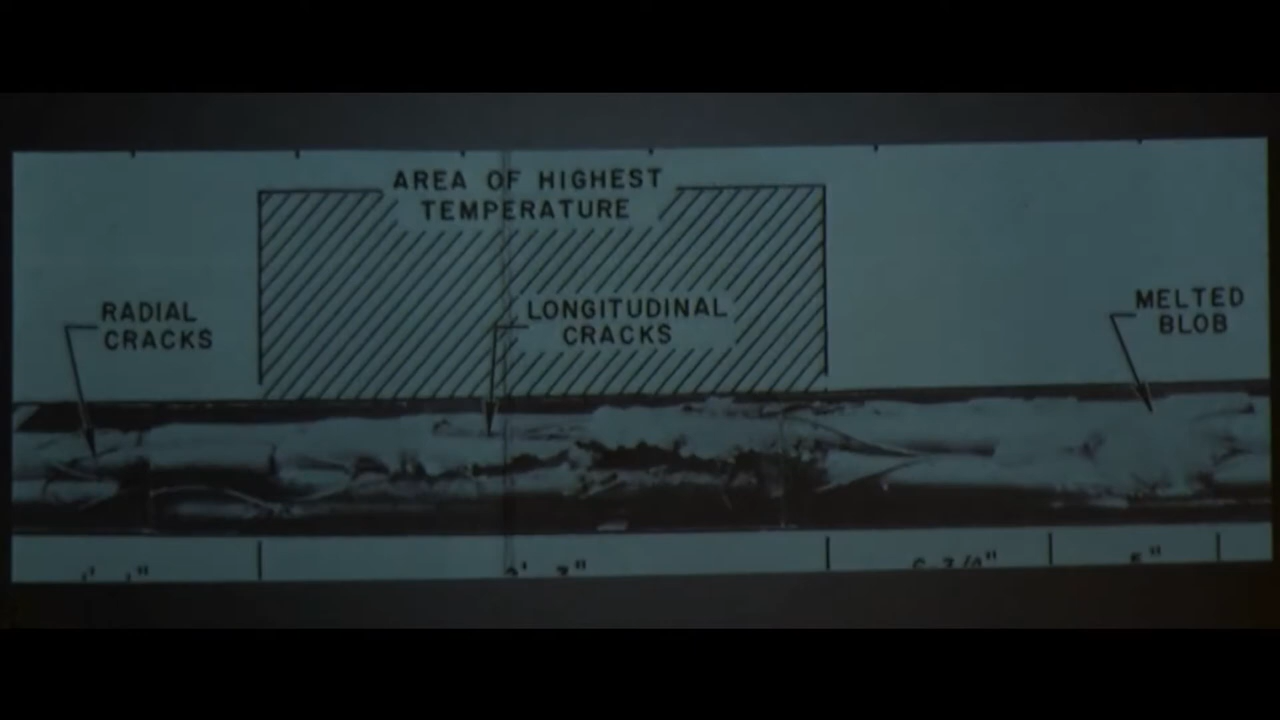 AREA OF HIGHEST
TEMPERATURE
RADIAL
CRACKS
LONGITUDINAL
CRACKS
MELTED
BLOB